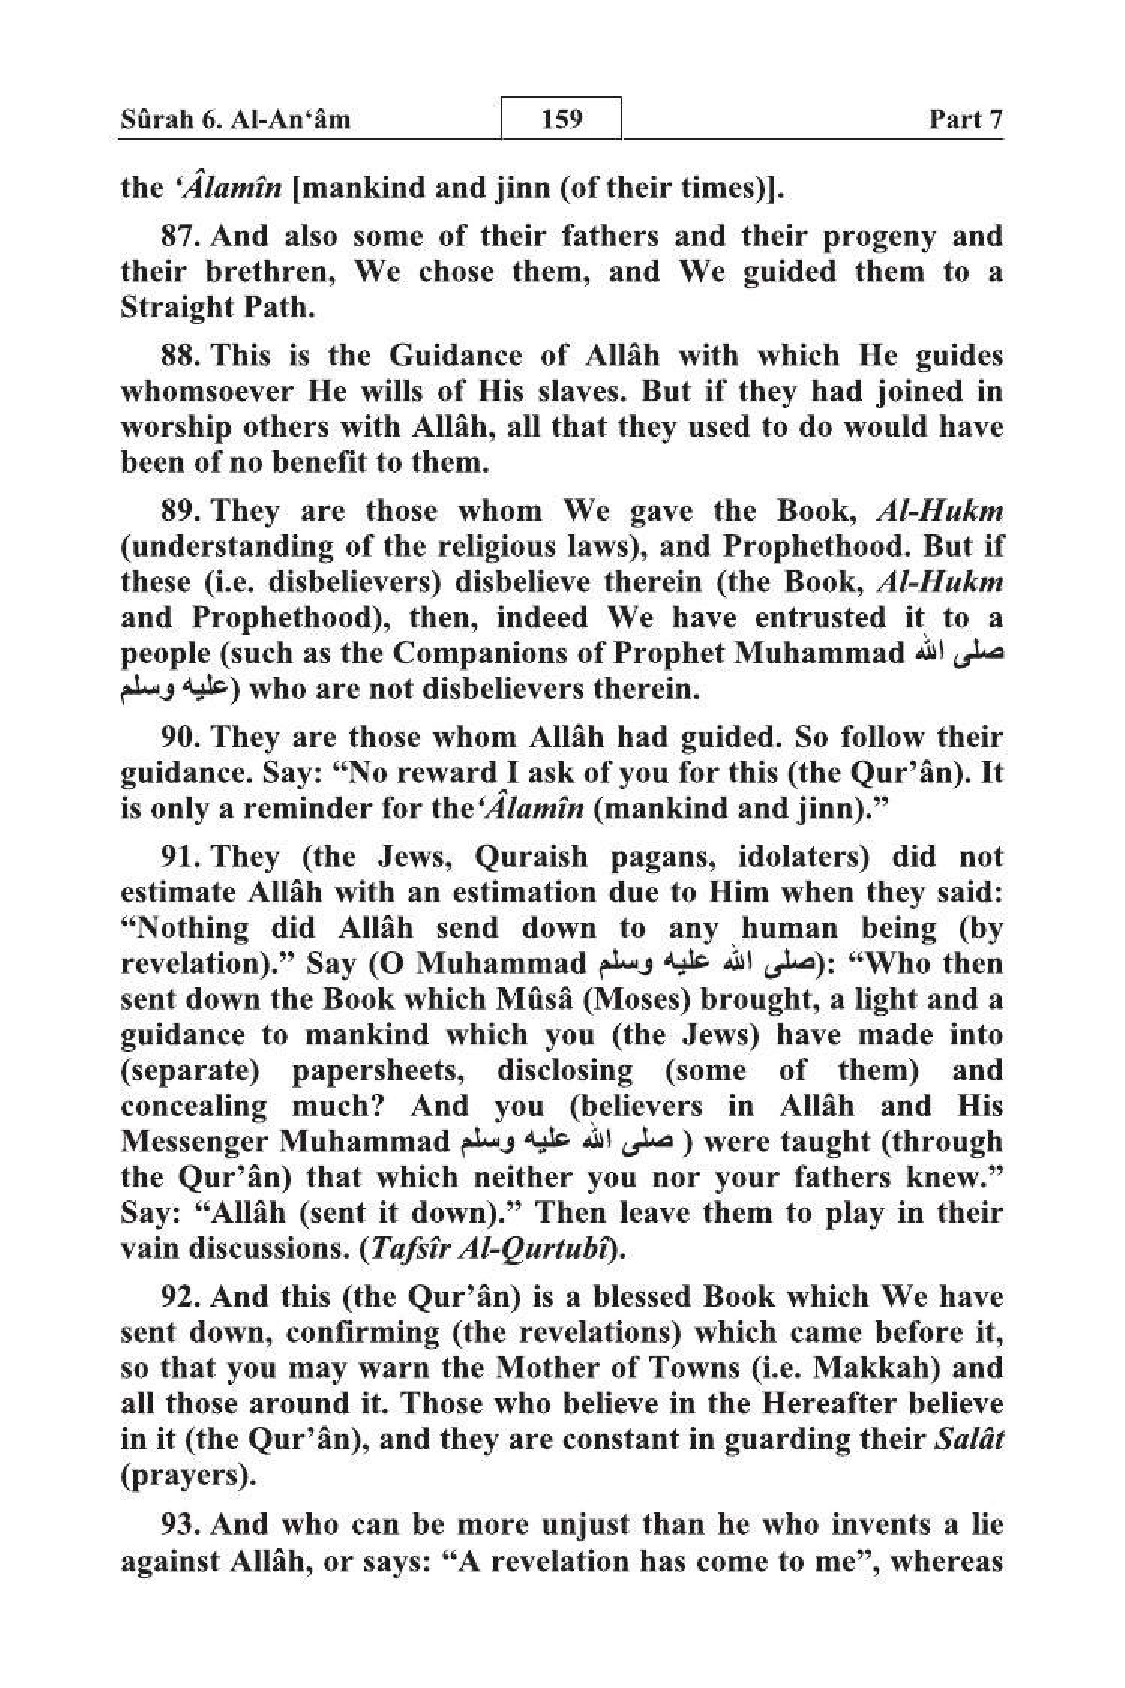 Sûrah 6. Al-An‘âm 159 Part 7
the ‘Âlamîn [mankind and jinn (of their times)].
87. And also some of their fathers and their progeny and
their brethren, We chose them, and We guided them to a
Straight Path.
88. This is the Guidance of Allâh with which He guides
whomsoever He wills of His slaves. But if they had joined in
worship others with Allâh, all that they used to do would have
been of no benefit to them.
89. They are those whom We gave the Book, Al-Hukm
(understanding of the religious laws), and Prophethood. But if
these (i.e. disbelievers) disbelieve therein (the Book, Al-Hukm
and Prophethood), then, indeed We have entrusted it to a
people (such as the Companions of Prophet Muhammad صلى الله
عليه وسلم) who are not disbelievers therein.
90. They are those whom Allâh had guided. So follow their
guidance. Say: “No reward I ask of you for this (the Qur’ân). It
is only a reminder for the‘Âlamîn (mankind and jinn).”
91. They (the Jews, Quraish pagans, idolaters) did not
estimate Allâh with an estimation due to Him when they said:
“Nothing did Allâh send down to any human being (by
revelation).” Say (O Muhammad صلى الله عليه وسلم): “Who then
sent down the Book which Mûsâ (Moses) brought, a light and a
guidance to mankind which you (the Jews) have made into
(separate) papersheets, disclosing (some of them) and
concealing much? And you (believers in Allâh and His
Messenger Muhammad صلى الله عليه وسلم ) were taught (through
the Qur’ân) that which neither you nor your fathers knew.”
Say: “Allâh (sent it down).” Then leave them to play in their
vain discussions. (Tafsîr Al-Qurtubî).
92. And this (the Qur’ân) is a blessed Book which We have
sent down, confirming (the revelations) which came before it,
so that you may warn the Mother of Towns (i.e. Makkah) and
all those around it. Those who believe in the Hereafter believe
in it (the Qur’ân), and they are constant in guarding their Salât
(prayers).
93. And who can be more unjust than he who invents a lie
against Allâh, or says: “A revelation has come to me”, whereas